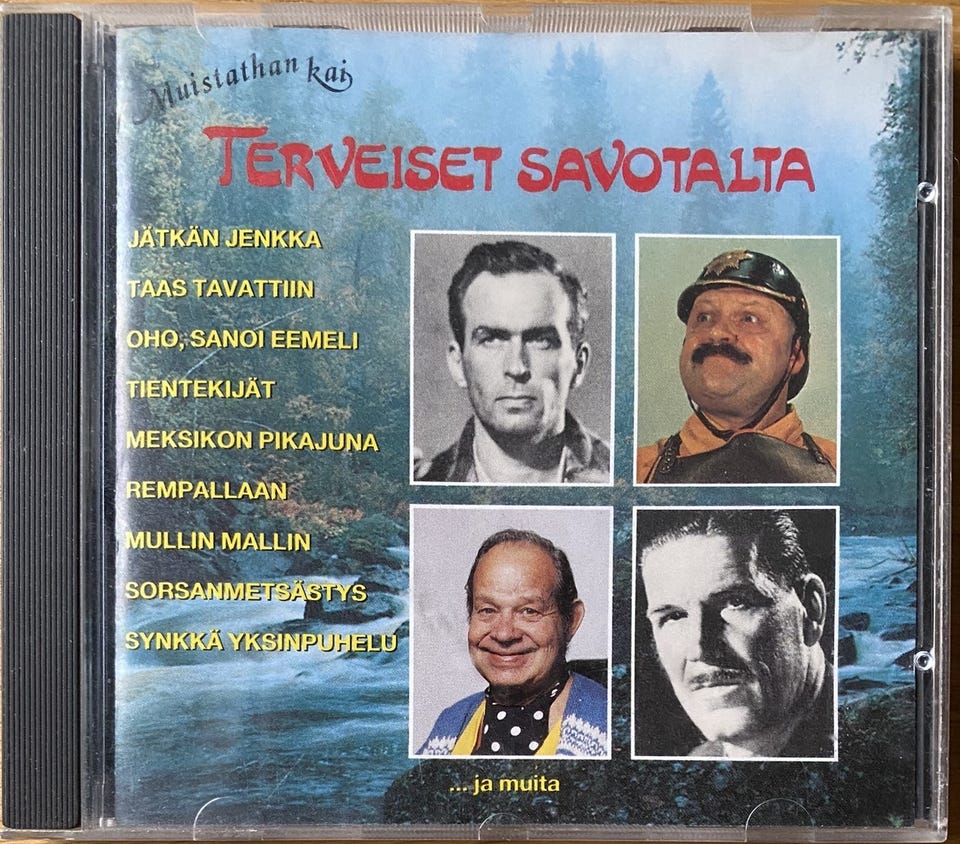 Muistathan kai
TERVEISET SAVOTALTA
JÄTKÄN JENKKA
TAAS TAVATTIIN
OHO, SANOI EEMELI
TIENTEKIJÄT
MEKSIKON PIKAJUNA
REMPALLAAN
MULLIN MALLIN
SORSANMETSÄSTYS
SYNKKÄ YKSINPUHELU
... ja muita